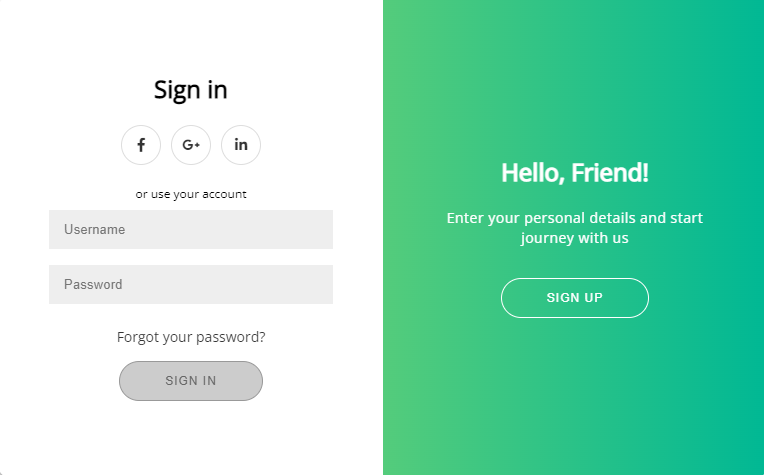 Sign in
f G+ in
or use your account
Username
Password
Forgot your password?
SIGN IN
Hello, Friend!
Enter your personal details and start
journey with us
SIGN UP